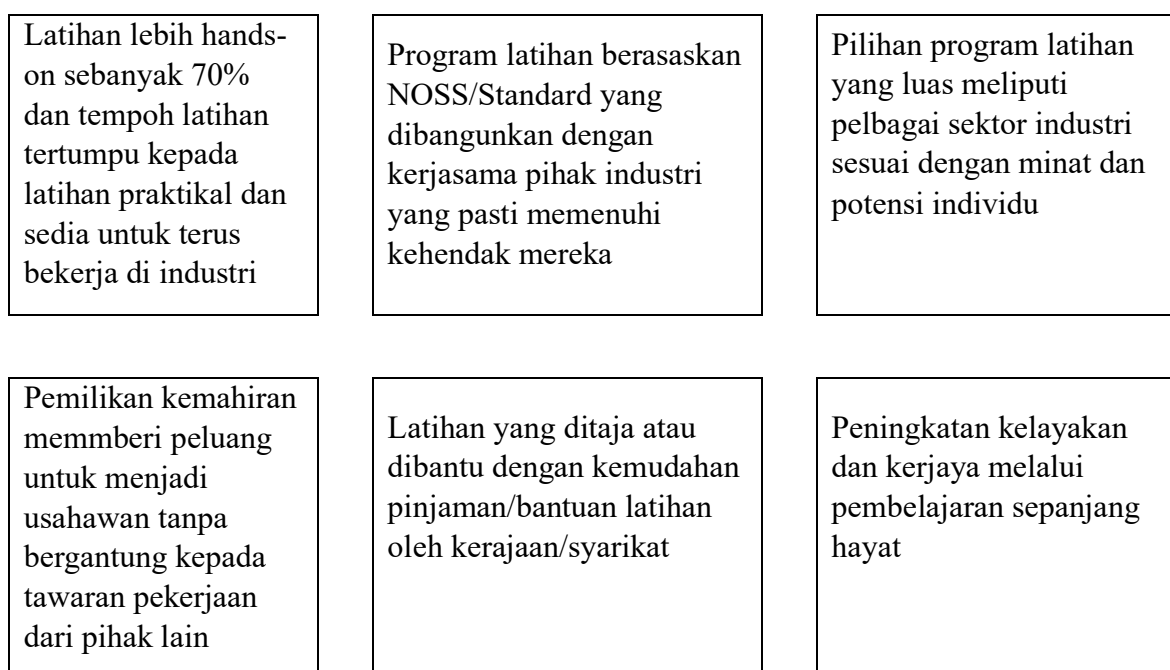 Latihan lebih hands-
on sebanyak 70%
dan tempoh latihan
tertumpu kepada
latihan praktikal dan
sedia untuk terus
bekerja di industri
Program latihan berasaskan
NOSS/Standard yang
dibangunkan dengan
kerjasama pihak industri
yang pasti memenuhi
kehendak mereka
Pilihan program latihan
yang luas meliputi
pelbagai sektor industri
sesuai dengan minat dan
potensi individu
Pemilikan kemahiran
memmberi peluang
untuk menjadi
usahawan tanpa
bergantung kepada
tawaran pekerjaan
dari pihak lain
Latihan yang ditaja atau
dibantu dengan kemudahan
pinjaman/bantuan latihan
oleh kerajaan/syarikat
Peningkatan kelayakan
dan kerjaya melalui
pembelajaran sepanjang
hayat